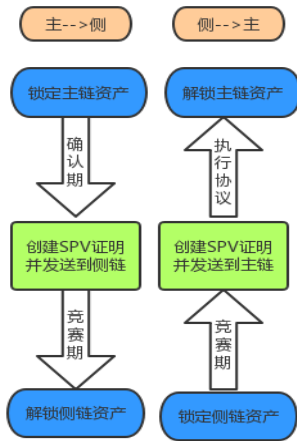 主-->侧
锁定主链资产
确认期
创建SPV证明
并发送到侧链
竞赛期
解锁侧链资产
侧-->主
解锁主链资产
执行协议
创建SPV证明
并发送到主链
竞赛期
锁定侧链资产